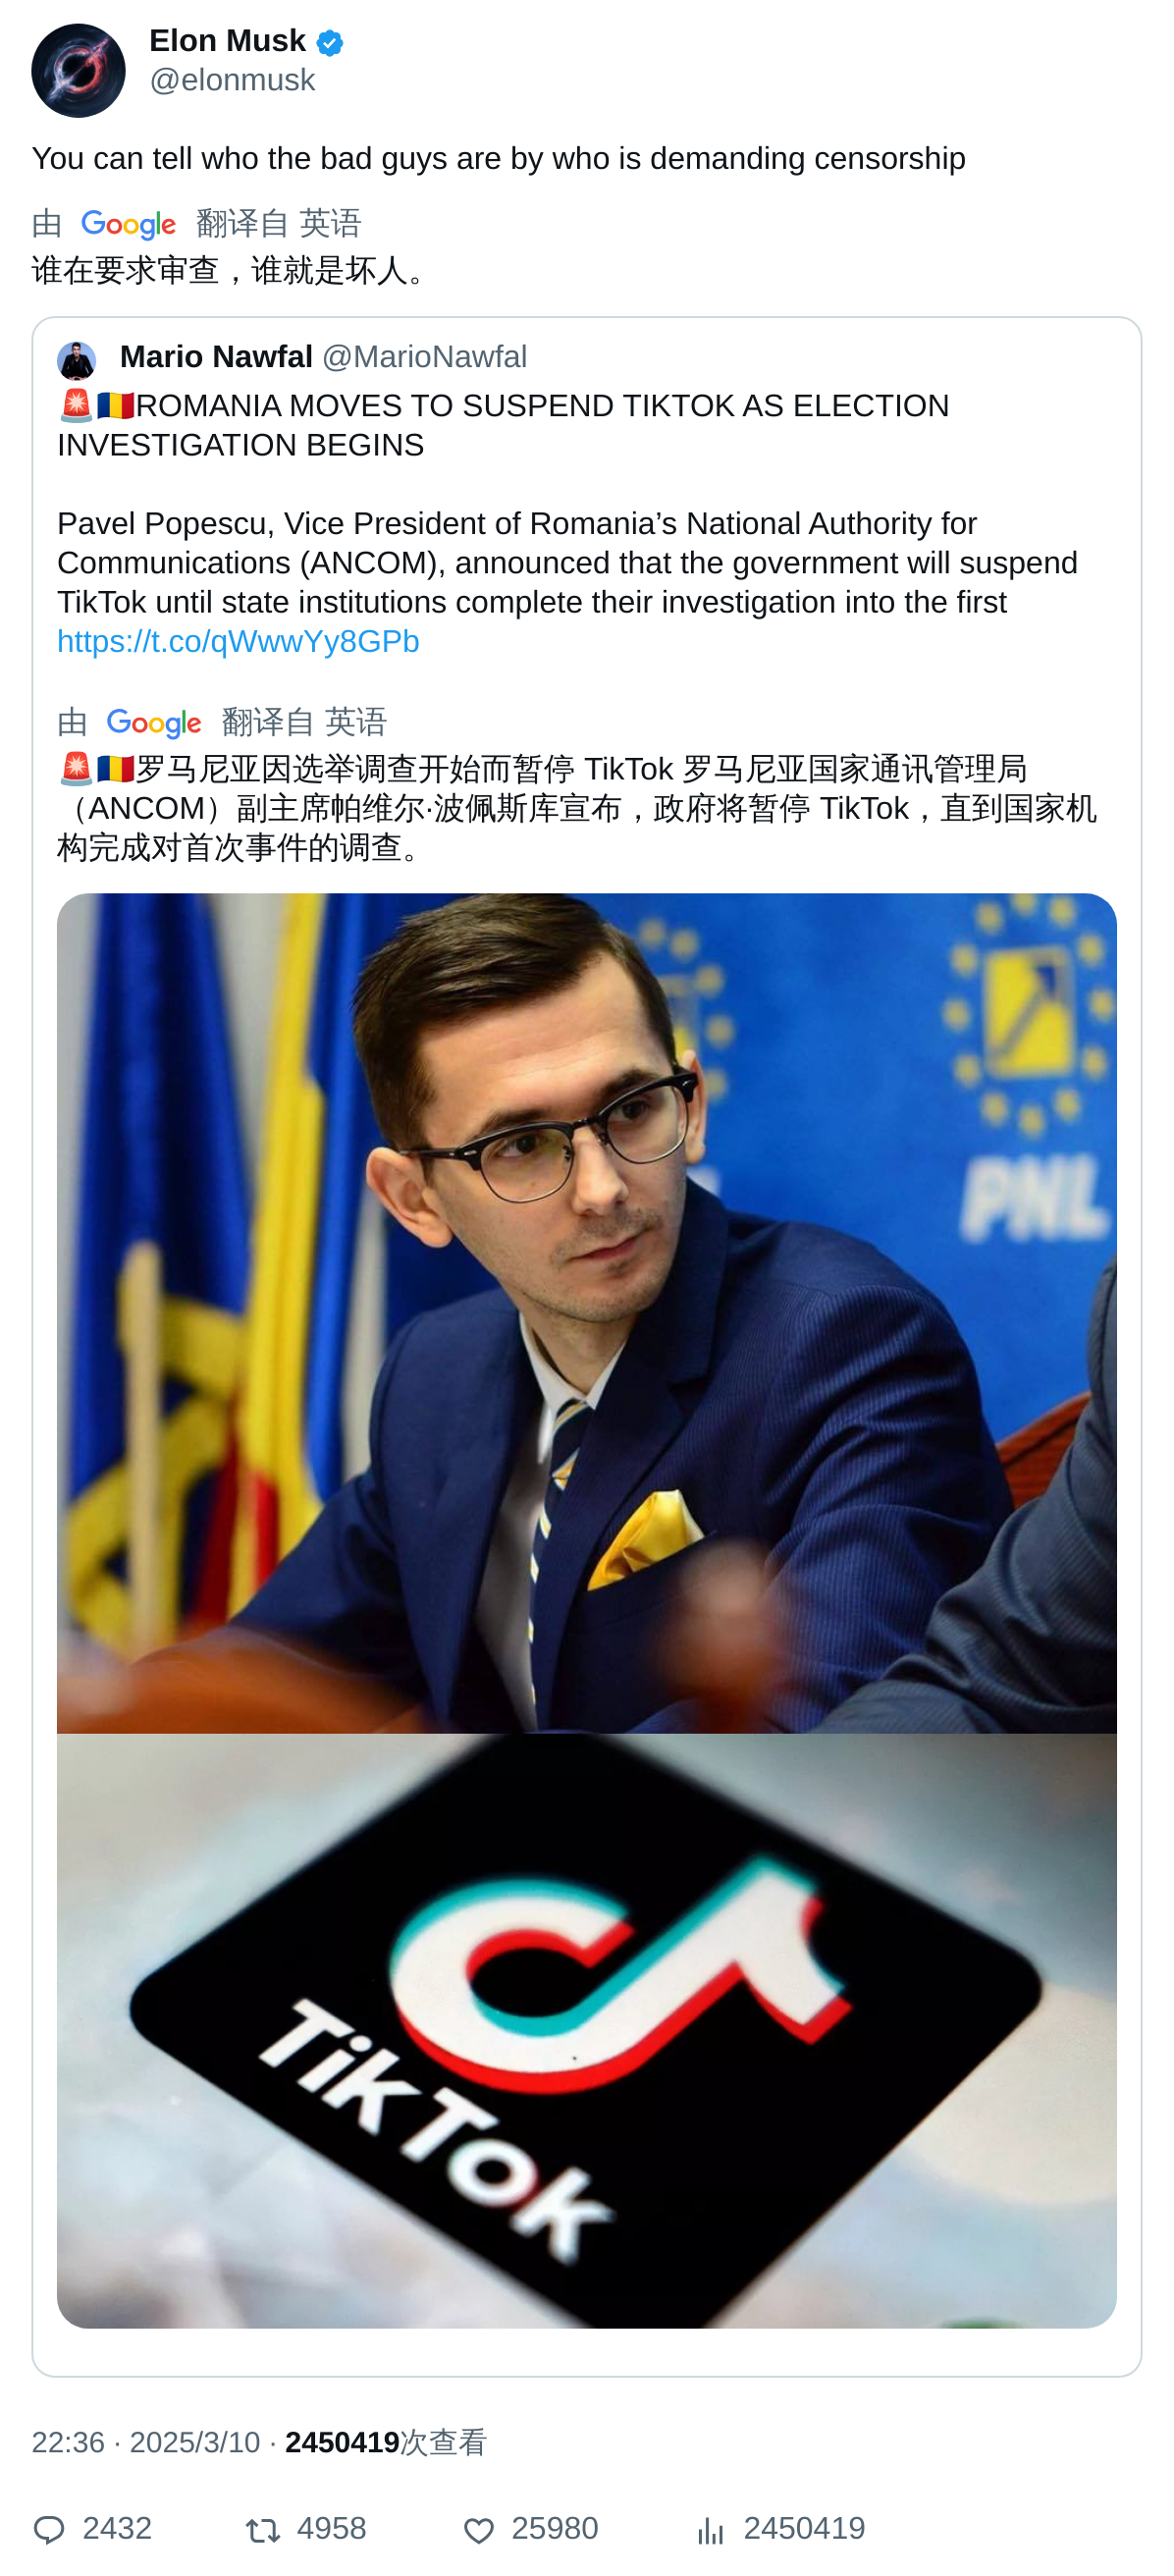 Elon Musk
@elonmusk
You can tell who the bad guys are by who is demanding censorship
由 Google 翻译自 英语
谁在要求审查，谁就是坏人。
Mario Nawfal @MarioNawfal
🚨🇷🇴ROMANIA MOVES TO SUSPEND TIKTOK AS ELECTION
INVESTIGATION BEGINS
Pavel Popescu, Vice President of Romania’s National Authority for
Communications (ANCOM), announced that the government will suspend
TikTok until state institutions complete their investigation into the first
https://t.co/qWwwYy8GPb
由 Google 翻译自 英语
🚨🇷🇴罗马尼亚因选举调查开始而暂停 TikTok 罗马尼亚国家通讯管理局
（ANCOM）副主席帕维尔·波佩斯库宣布，政府将暂停 TikTok，直到国家机
构完成对首次事件的调查。
PNL
TikTok
22:36 · 2025/3/10 · 2450419次查看
2432 4958 25980 2450419